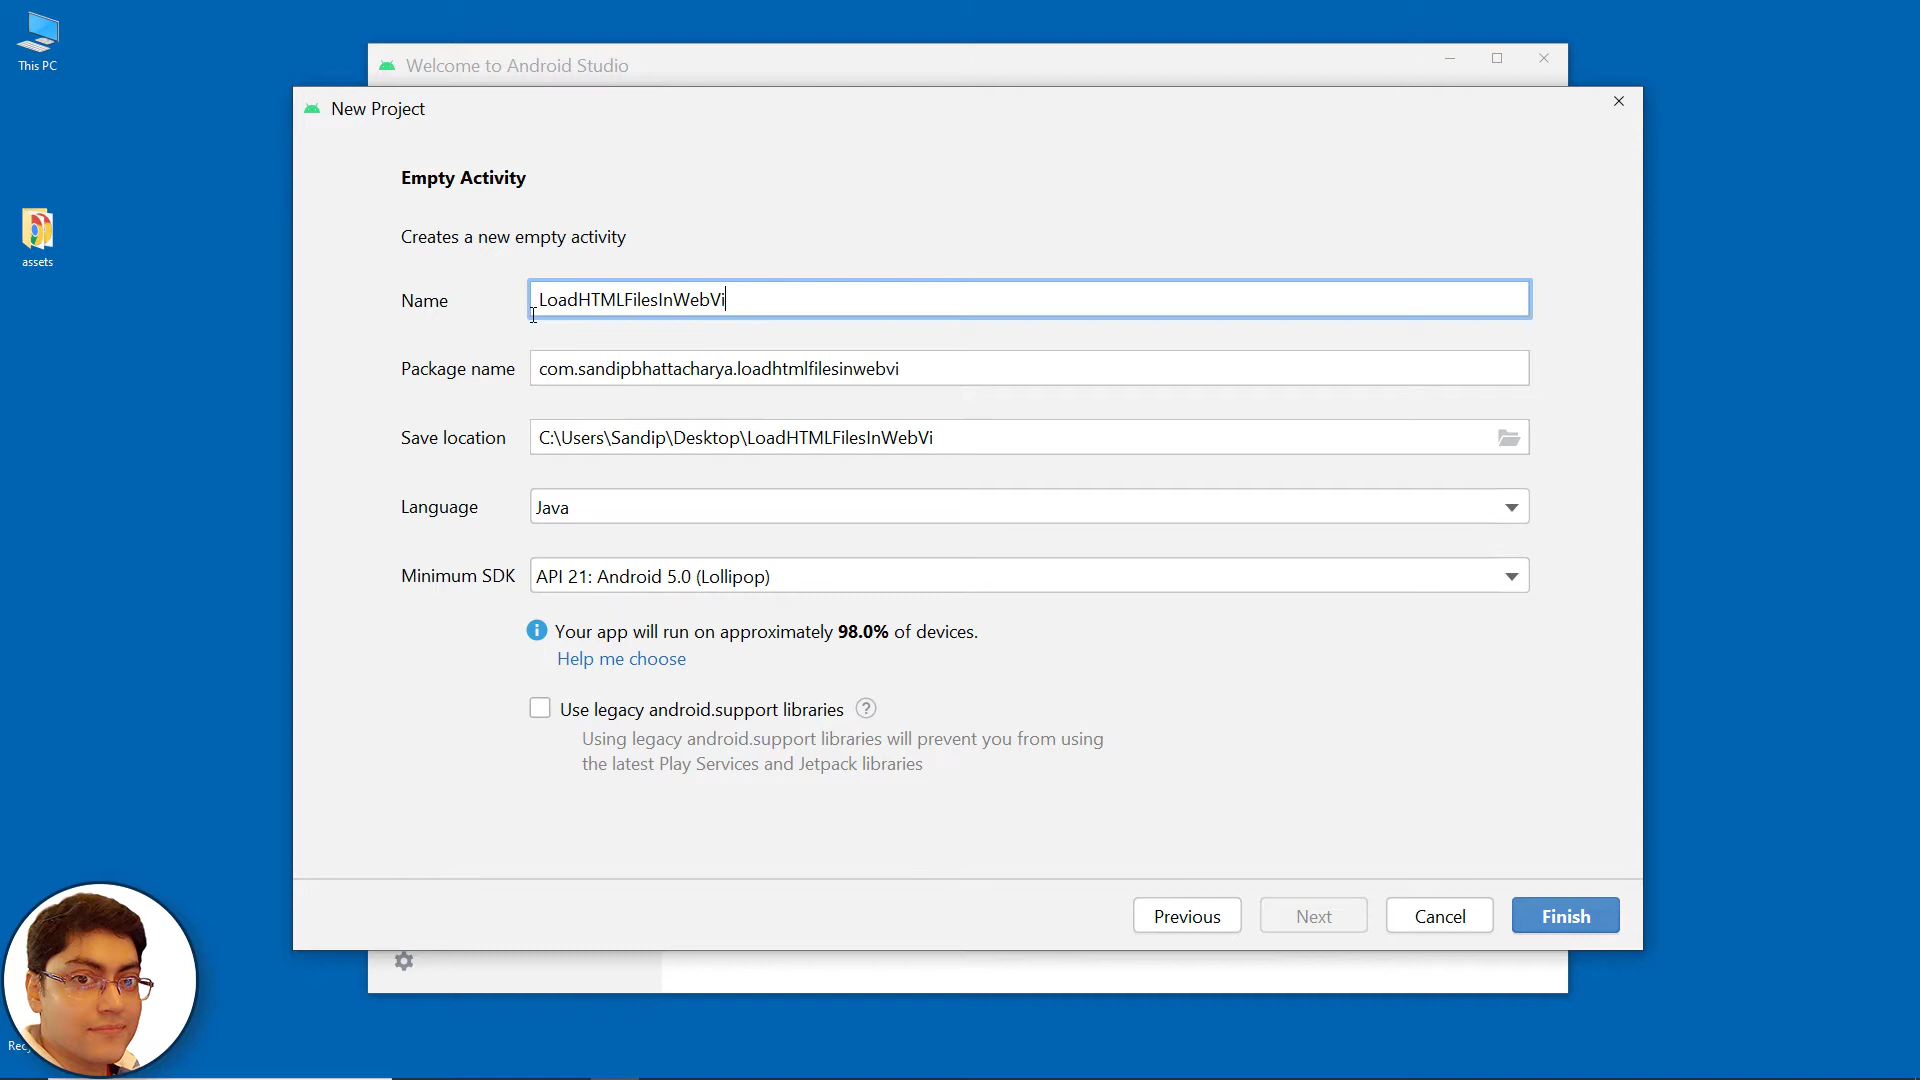 This PC
assets
Welcome to Android Studio
New Project
Empty Activity
Creates a new empty activity
Name
LoadHTMLFilesInWebVi
Package name
com.sandipbhattacharya.loadhtmlfilesinwebvi
Save location
C:\Users\Sandip\Desktop\LoadHTMLFilesInWebVi
Language
Java
Minimum SDK
API 21: Android 5.0 (Lollipop)
i Your app will run on approximately 98.0% of devices.
Help me choose
Use legacy android.support libraries ?
Using legacy android.support libraries will prevent you from using
the latest Play Services and Jetpack libraries
Previous
Next
Cancel
Finish